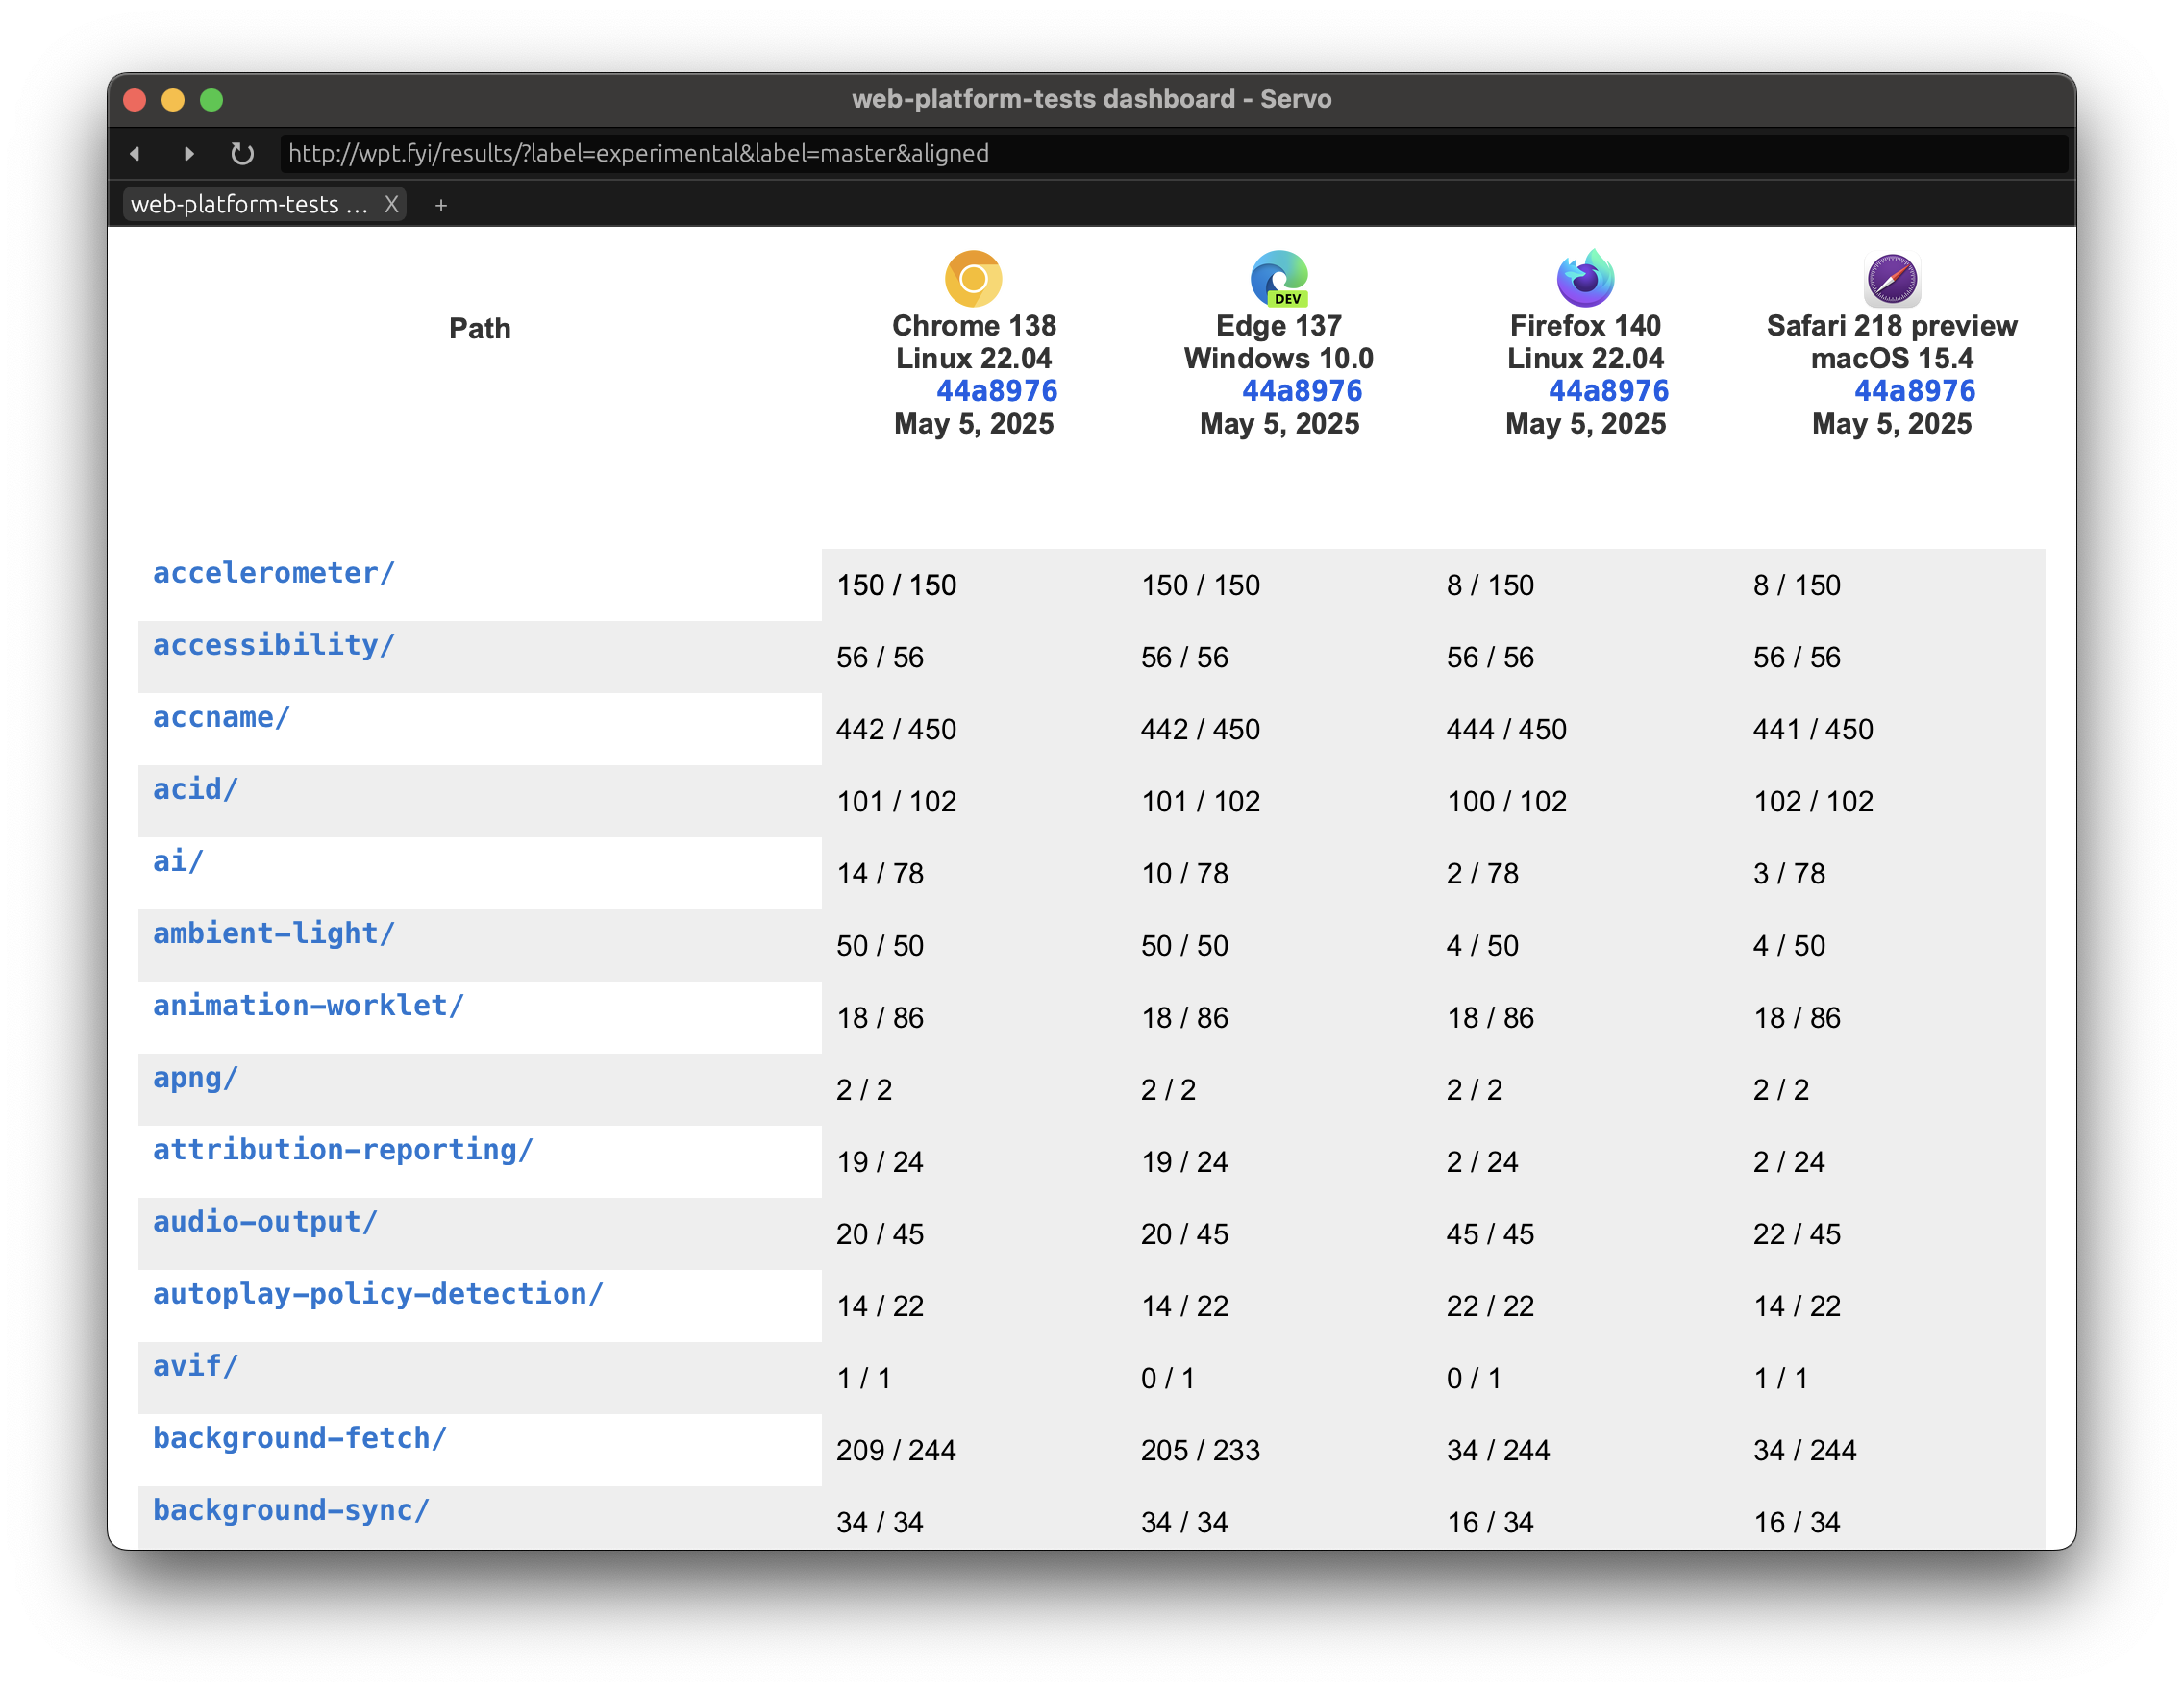 web-platform-tests dashboard - Servo
http://wpt.fyi/results/?label=experimental&label=master&aligned
web-platform-tests ... X +
DEV
Path Chrome 138 Edge 137 Firefox 140 Safari 218 preview
Linux 22.04 Windows 10.0 Linux 22.04 macOS 15.4
44a8976 44a8976 44a8976 44a8976
May 5, 2025 May 5, 2025 May 5, 2025 May 5, 2025
accelerometer/ 150 / 150 150 / 150 8 / 150 8 / 150
accessibility/ 56 / 56 56 / 56 56 / 56 56 / 56
accname/ 442 / 450 442 / 450 444 / 450 441 / 450
acid/ 101 / 102 101 / 102 100 / 102 102 / 102
ai/ 14 / 78 10 / 78 2 / 78 3 / 78
ambient-light/ 50 / 50 50 / 50 4 / 50 4 / 50
animation-worklet/ 18 / 86 18 / 86 18 / 86 18 / 86
apng/ 2 / 2 2 / 2 2 / 2 2 / 2
attribution-reporting/ 19 / 24 19 / 24 2 / 24 2 / 24
audio-output/ 20 / 45 20 / 45 45 / 45 22 / 45
autoplay-policy-detection/ 14 / 22 14 / 22 22 / 22 14 / 22
avif/ 1 / 1 0 / 1 0 / 1 1 / 1
background-fetch/ 209 / 244 205 / 233 34 / 244 34 / 244
background-sync/ 34 / 34 34 / 34 16 / 34 16 / 34